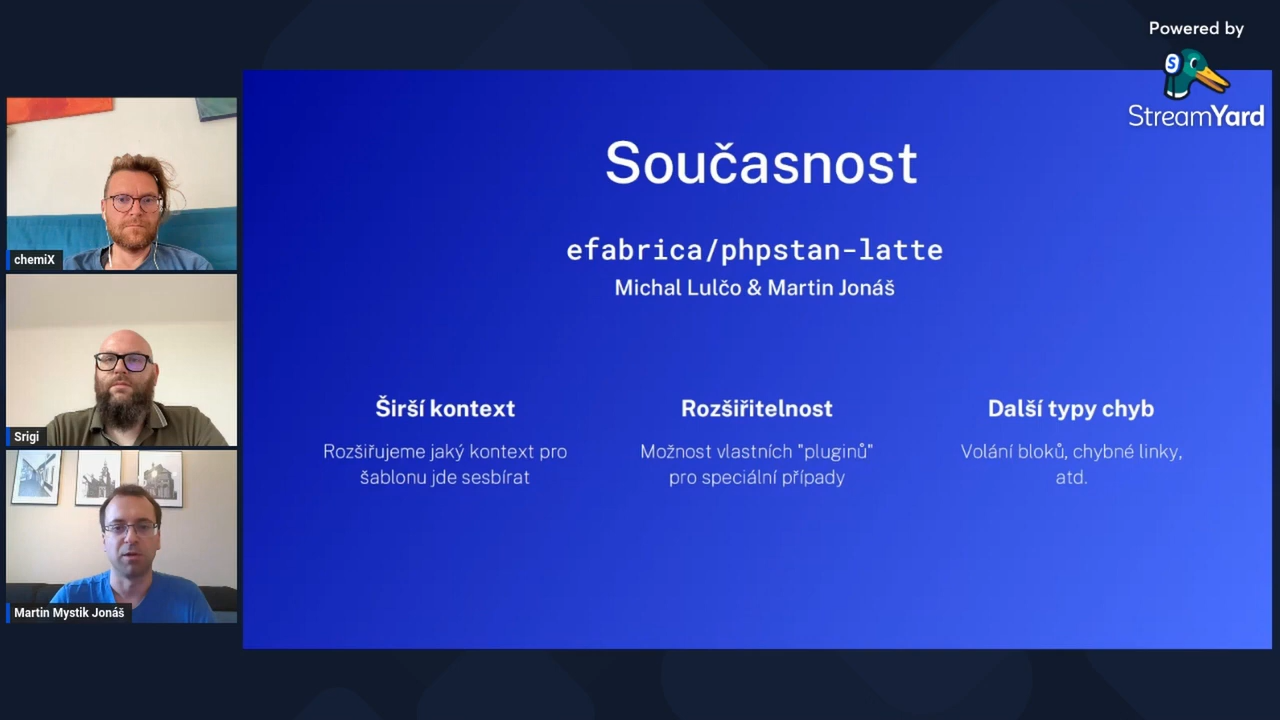 Powered by
StreamYard
Současnost
efabrica/phpstan-latte
Michal Lulčo & Martin Jonáš
Širší kontext
Rozšiřujeme jaký kontext pro
šablonu jde sesbírat
Rozšiřitelnost
Možnost vlastních "pluginů"
pro speciální případy
Další typy chyb
Volání bloků, chybné linky,
atd.
chemiX
Srigi
Martin Mystik Jonáš